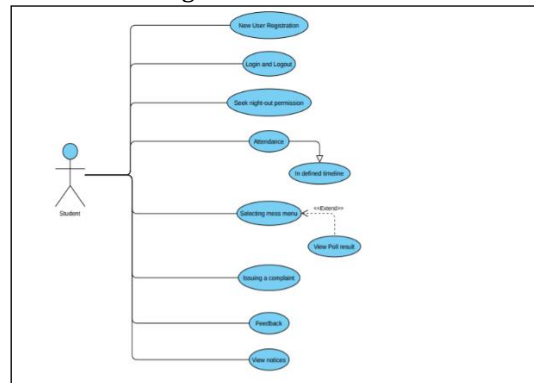 New User Registration
Login and Logout
Seek night-out permission
Attendance
In defined timeline
Student
Selecting mess menu
<<Extend>>
View Poll result
Issuing a complaint
Feedback
View notices